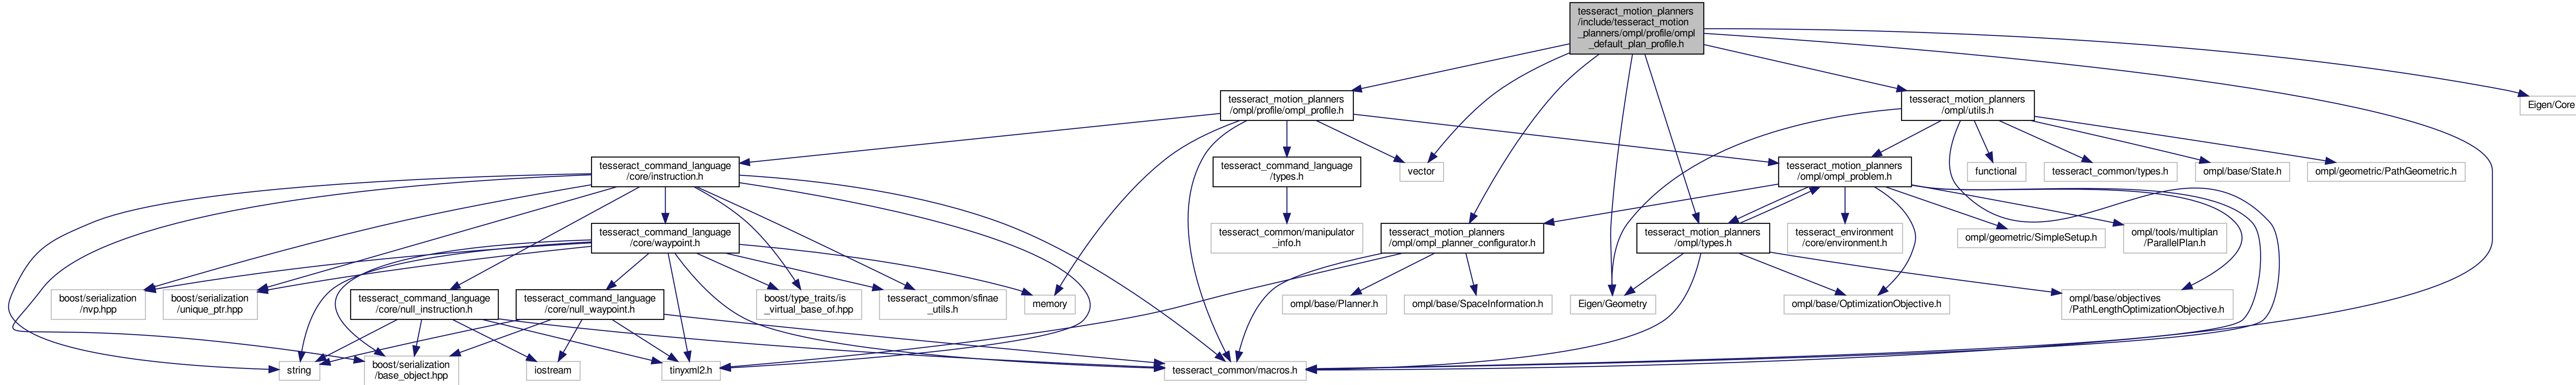 tesseract_motion_planners
/include/tesseract_motion
_planners/ompl/profile/ompl
_default_plan_profile.h
tesseract_motion_planners
/ompl/profile/ompl_profile.h
tesseract_motion_planners
/ompl/utils.h
Eigen/Core
tesseract_command_language
/core/instruction.h
tesseract_command_language
/types.h
vector
tesseract_motion_planners
/ompl/ompl_problem.h
functional
tesseract_common/types.h
ompl/base/State.h
ompl/geometric/PathGeometric.h
tesseract_command_language
/core/waypoint.h
tesseract_common/manipulator
_info.h
tesseract_motion_planners
/ompl/ompl_planner_configurator.h
tesseract_motion_planners
/ompl/types.h
tesseract_environment
/core/environment.h
ompl/geometric/SimpleSetup.h
ompl/tools/multiplan
/ParallelPlan.h
boost/serialization
/nvp.hpp
boost/serialization
/unique_ptr.hpp
tesseract_command_language
/core/null_instruction.h
tesseract_command_language
/core/null_waypoint.h
boost/type_traits/is
_virtual_base_of.hpp
tesseract_common/sfinae
_utils.h
memory
ompl/base/Planner.h
ompl/base/SpaceInformation.h
Eigen/Geometry
ompl/base/OptimizationObjective.h
ompl/base/objectives
/PathLengthOptimizationObjective.h
string
boost/serialization
/base_object.hpp
iostream
tinyxml2.h
tesseract_common/macros.h